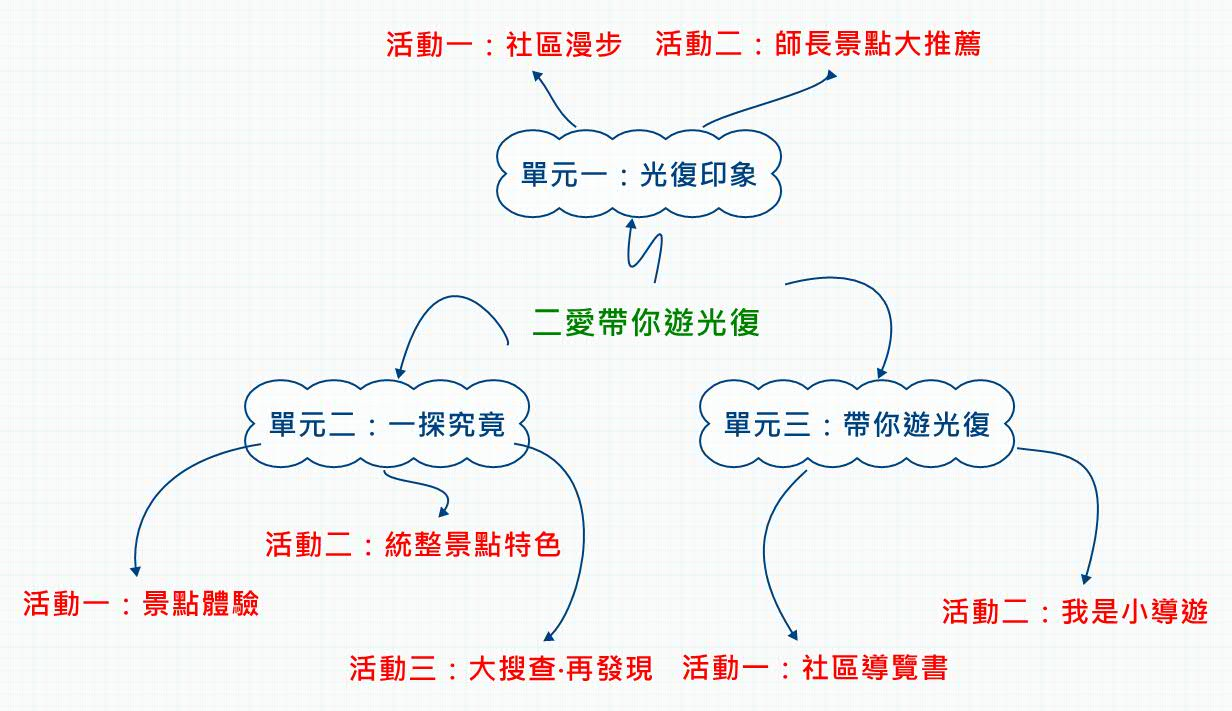 活動一：社區漫步
活動二：師長景點大推薦
單元一：光復印象
二愛帶你遊光復
單元二：一探究竟
單元三：帶你遊光復
活動二：統整景點特色
活動一：景點體驗
活動二：我是小導遊
活動三：大搜查·再發現
活動一：社區導覽書